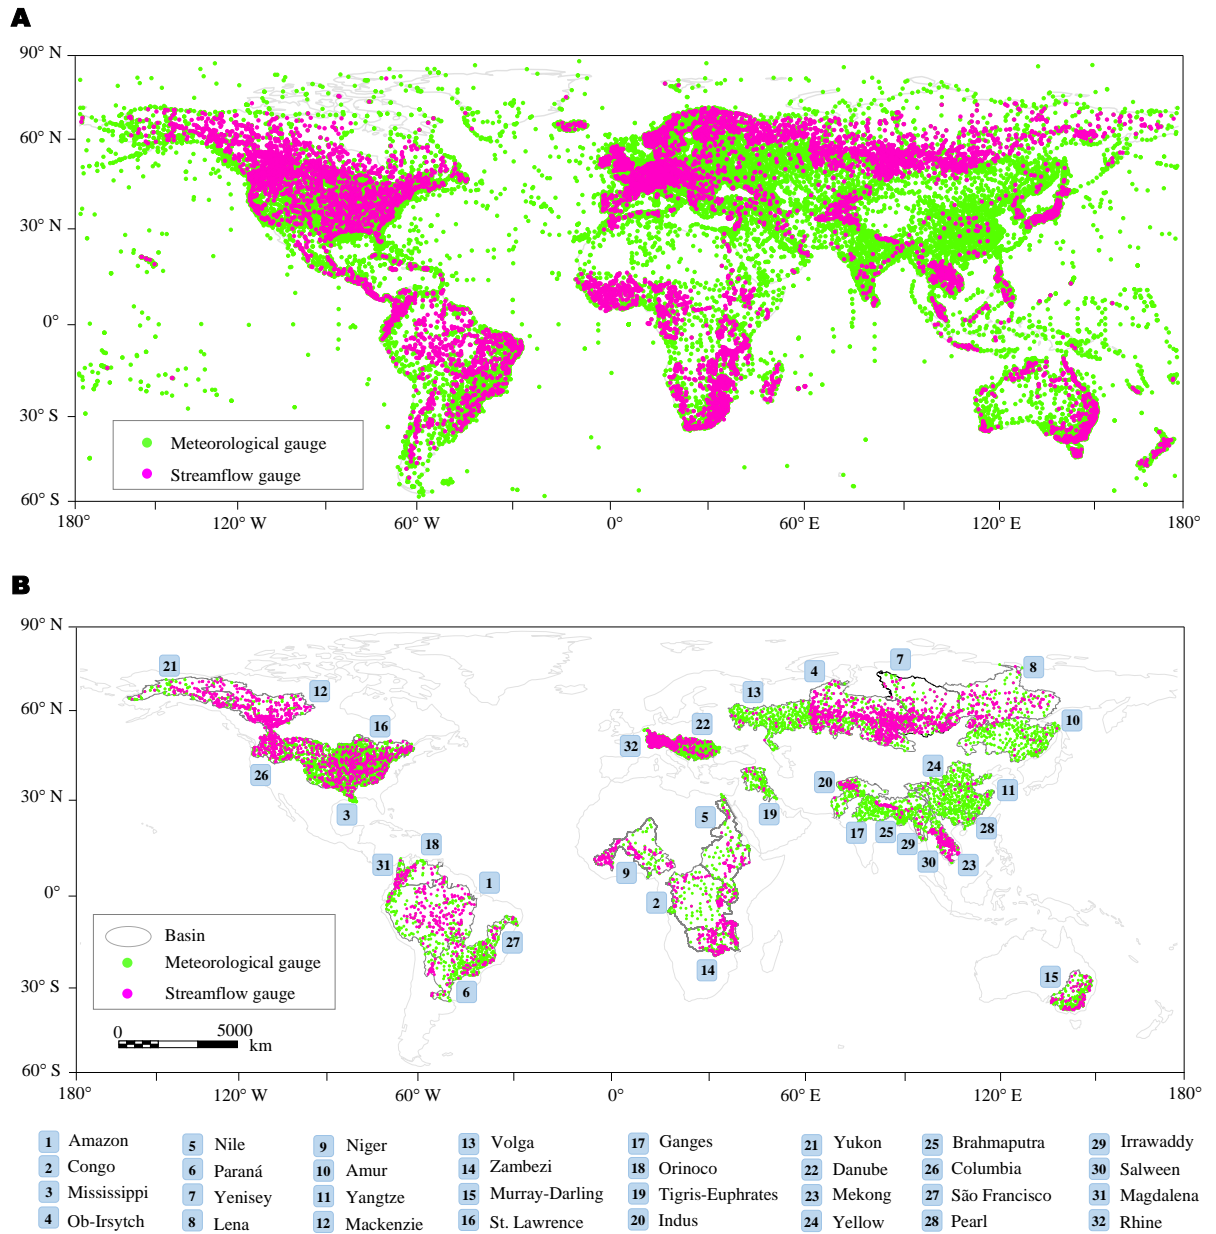 A
90° N
60° N
30° N
0°
30° S
60° S
Meteorological gauge
Streamflow gauge
180°
120° W
60° W
0°
60° E
120° E
180°
B
90° N
60° N
30° N
0°
30° S
60° S
21
12
16
26
3
18
31
1
27
6
13
4
7
8
10
22
32
24
11
20
19
17
25
29
28
30
23
5
9
2
14
15
Basin
Meteorological gauge
Streamflow gauge
0 5000
km
180°
120° W
60° W
0°
60° E
120° E
180°
1 Amazon
2 Congo
3 Mississippi
4 Ob-Irsytch
5 Nile
6 Paraná
7 Yenisey
8 Lena
9 Niger
10 Amur
11 Yangtze
12 Mackenzie
13 Volga
14 Zambezi
15 Murray-Darling
16 St. Lawrence
17 Ganges
18 Orinoco
19 Tigris-Euphrates
20 Indus
21 Yukon
22 Danube
23 Mekong
24 Yellow
25 Brahmaputra
26 Columbia
27 São Francisco
28 Pearl
29 Irrawaddy
30 Salween
31 Magdalena
32 Rhine